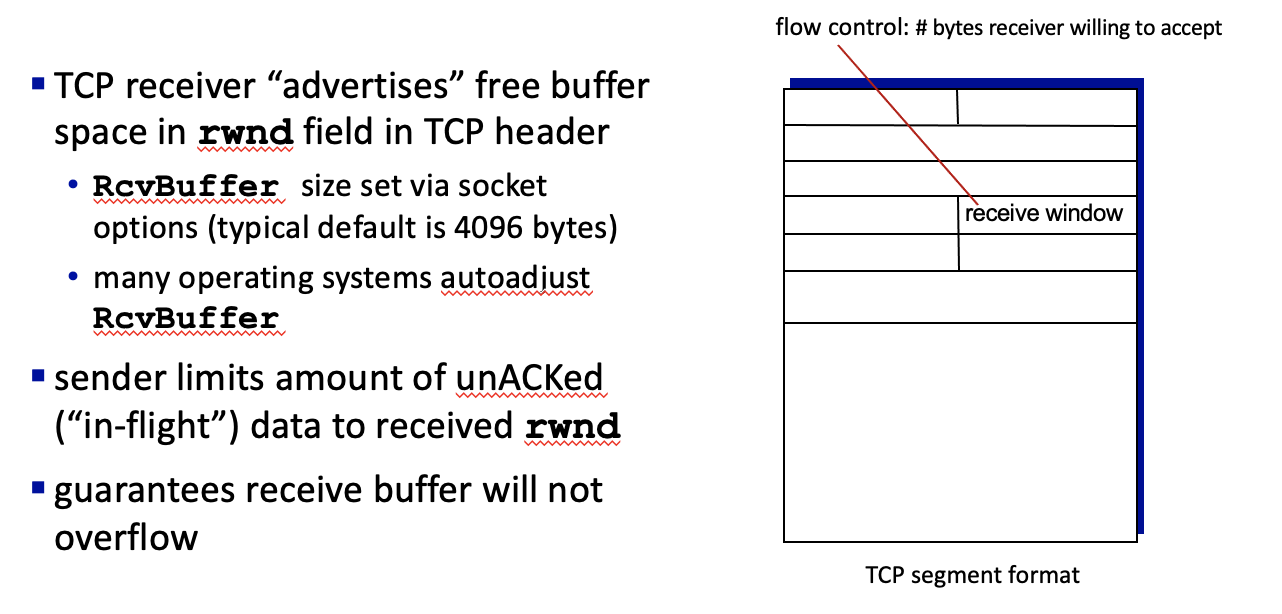 flow control: # bytes receiver willing to accept
TCP receiver “advertises” free buffer
space in rwnd field in TCP header
RcvBuffer size set via socket
options (typical default is 4096 bytes)
many operating systems autoadjust
RcvBuffer
sender limits amount of unACKed
(“in-flight”) data to received rwnd
guarantees receive buffer will not
overflow
receive window
TCP segment format